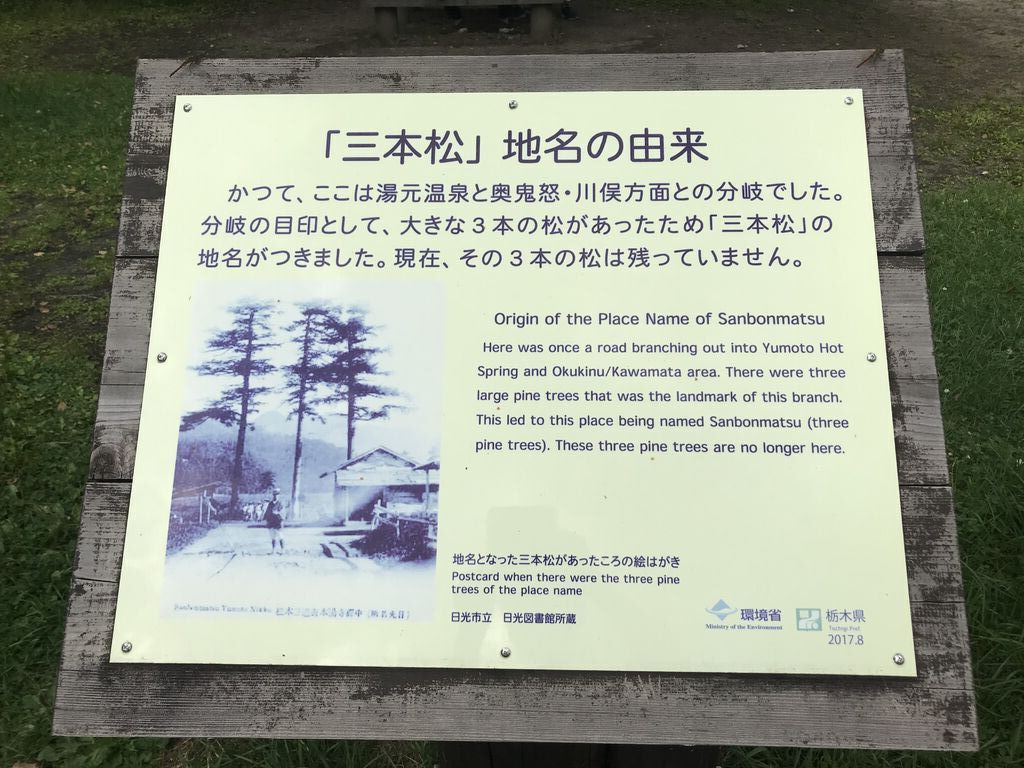 「三本松」地名の由来
かつて、ここは湯元温泉と奥鬼怒・川俣方面との分岐でした。
分岐の目印として、大きな3本の松があったため「三本松」の
地名がつきました。現在、その3本の松は残っていません。
Origin of the Place Name of Sanbonmatsu
Here was once a road branching out into Yumoto Hot
Spring and Okukinu/Kawamata area. There were three
large pine trees that was the landmark of this branch.
This led to this place being named Sanbonmatsu (three
pine trees). These three pine trees are no longer here.
地名となった三本松があったころの絵はがき
Postcard when there were the three pine
trees of the place name
日光市立 日光図書館所蔵
Sanbonmatsu Yumoto Nikko
環境省
Ministry of the Environment
栃木県
Tochigi Pref.
2017.8